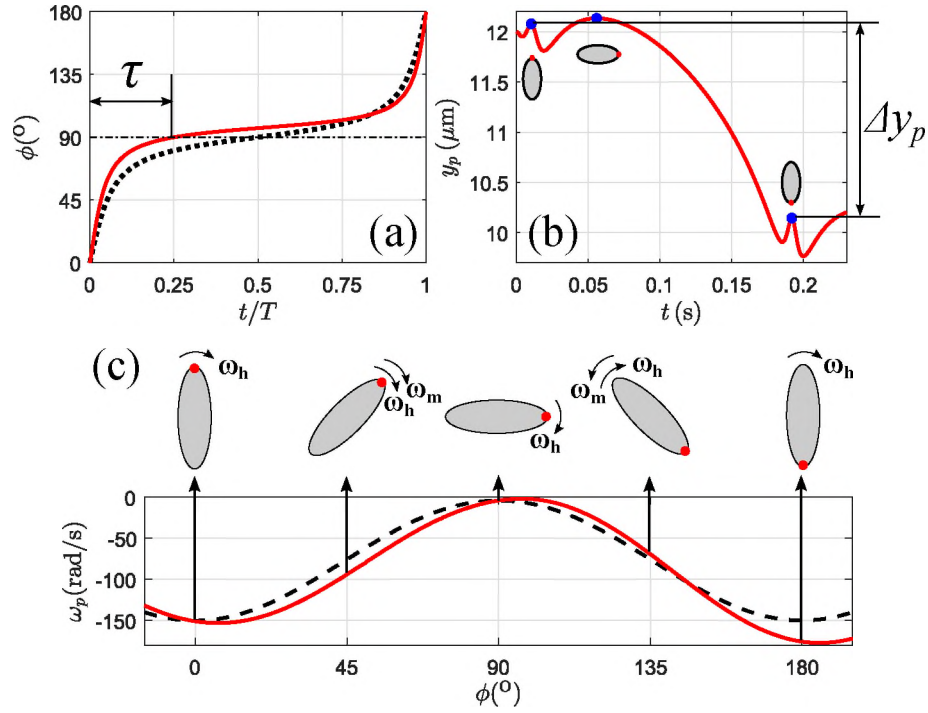 180
135
90
45
0
ϕ(°)
τ
(a)
0 0.25 0.5 0.75 1
t/T
12
11.5
11
10.5
10
y_p (μm)
Δy_p
(b)
0 0.05 0.1 0.15 0.2
t (s)
(c)
ω_h
ω_m
ω_h
ω_h
ω_h
ω_m
ω_h
0
-50
-100
-150
ω_p(rad/s)
0 45 90 135 180
ϕ(°)